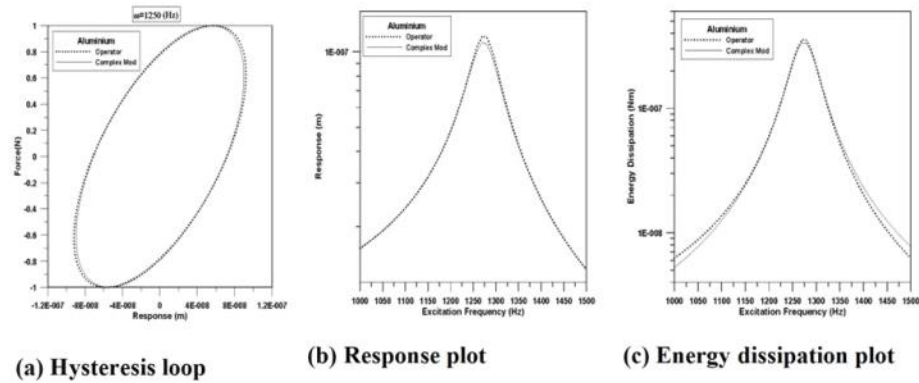 ω=1250 (Hz)
Aluminium
Operator
Complex Mod
Force(N)
1
0.8
0.6
0.4
0.2
0
-0.2
-0.4
-0.6
-0.8
-1
-1.2E-007 -8E-008 -4E-008 0 4E-008 8E-008 1.2E-007
Response (m)
(a) Hysteresis loop
Aluminium
Operator
Complex Mod
1E-007
Response (m)
1000 1050 1100 1150 1200 1250 1300 1350 1400 1450 1500
Excitation Frequency (Hz)
(b) Response plot
Aluminium
Operator
Complex Mod
Energy Dissipation (Nm)
1E-007
1E-008
1000 1050 1100 1150 1200 1250 1300 1350 1400 1450 1500
Excitation Frequency (Hz)
(c) Energy dissipation plot